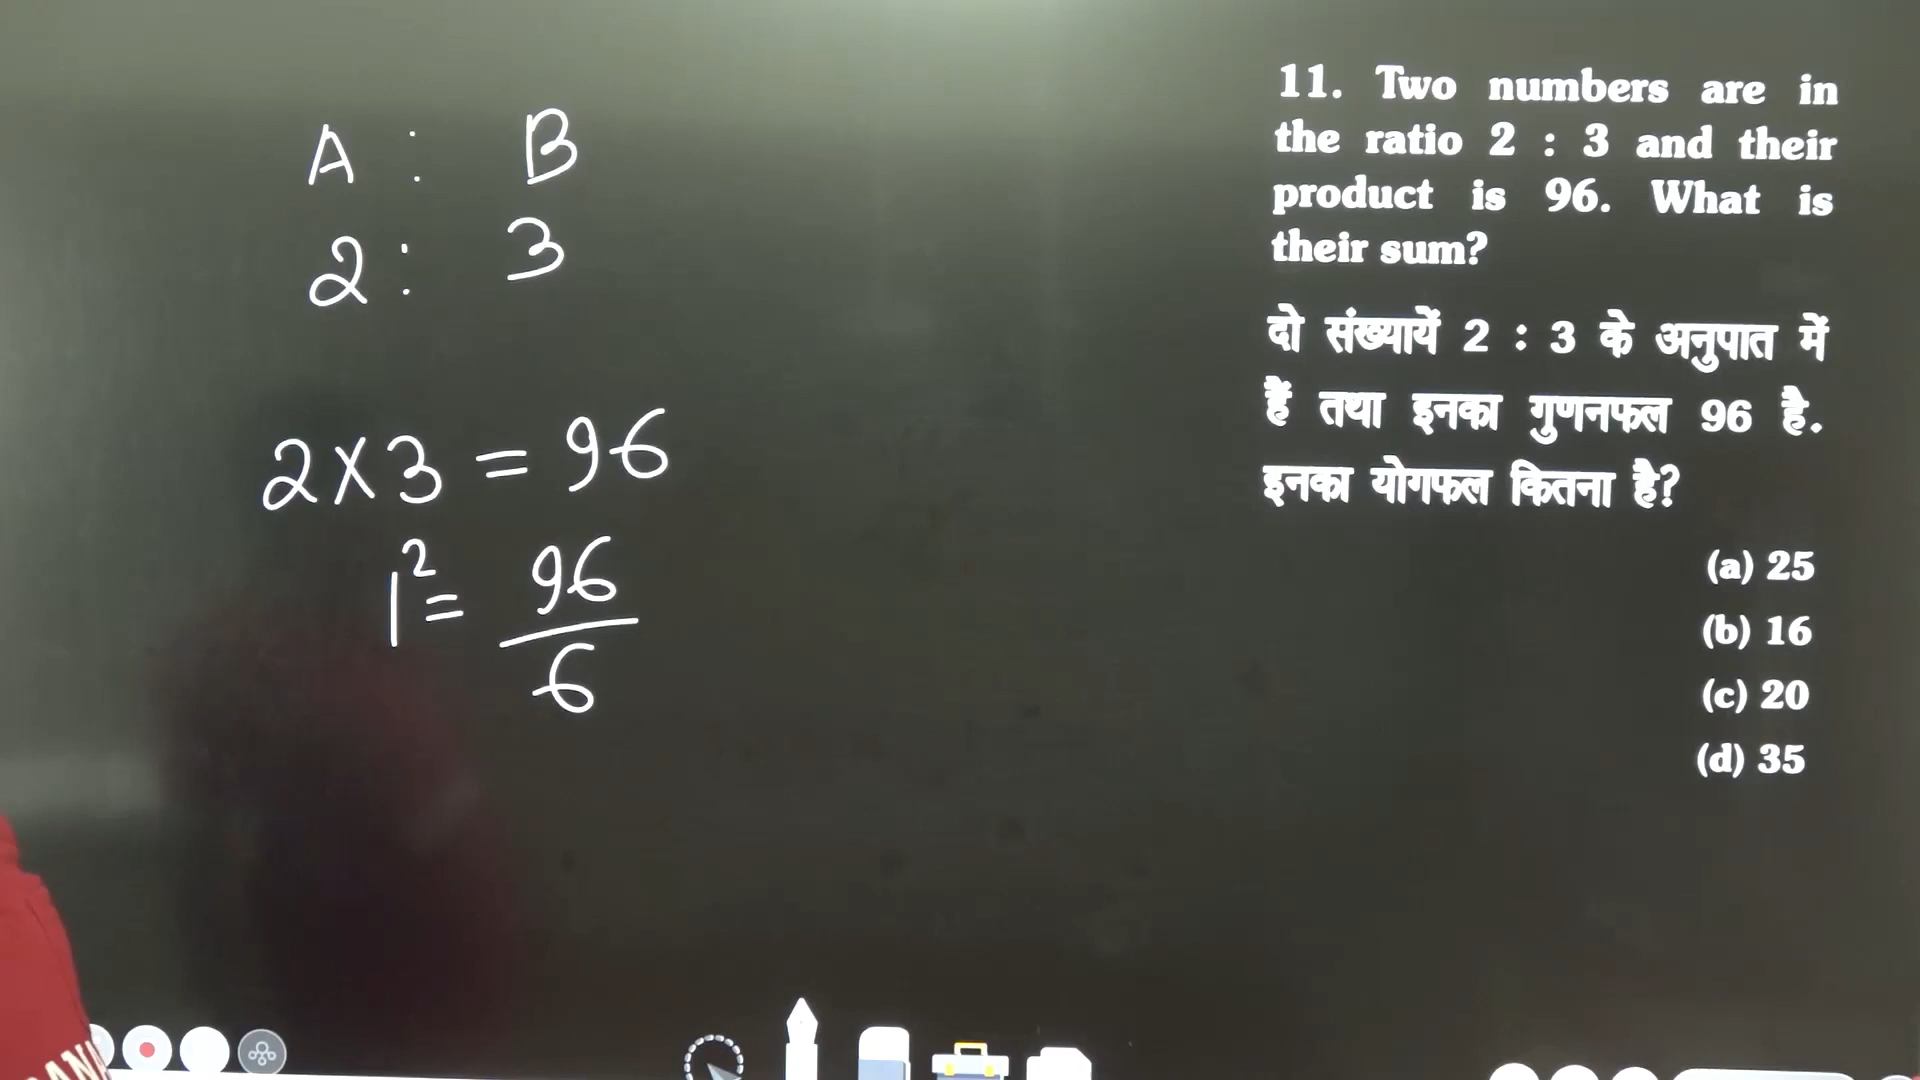 A : B
2 : 3
2 x 3 = 96
1² = 96
6
11. Two numbers are in
the ratio 2 : 3 and their
product is 96. What is
their sum?
दो संख्यायें 2 : 3 के अनुपात में
हैं तथा इनका गुणनफल 96 है.
इनका योगफल कितना है?
(a) 25
(b) 16
(c) 20
(d) 35